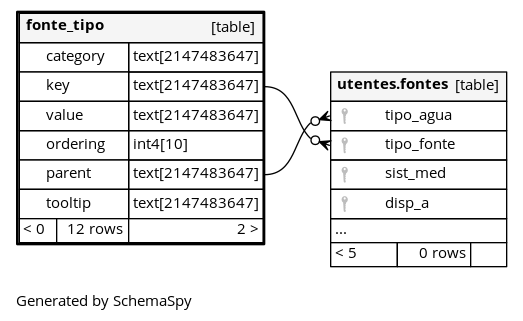 fonte_tipo [table]
category text[2147483647]
key text[2147483647]
value text[2147483647]
ordering int4[10]
parent text[2147483647]
tooltip text[2147483647]
< 0 12 rows 2 >
utentes.fontes [table]
tipo_agua
tipo_fonte
sist_med
disp_a
...
< 5 0 rows
Generated by SchemaSpy